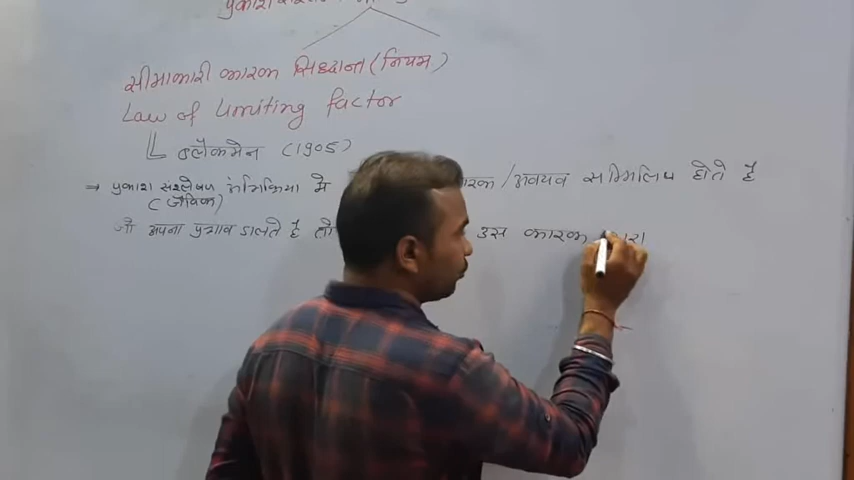 प्रकाश
सीमाकारी कारक सिद्धान्त (नियम)
Law of limiting factor
ब्लैकमैन (1905)
⇒ प्रकाश संश्लेषण अभिक्रिया मे कारक/अवयव सम्मिलित होते है
(जैविक)
जो अपना प्रभाव डालते है तो उस कारक द्वारा